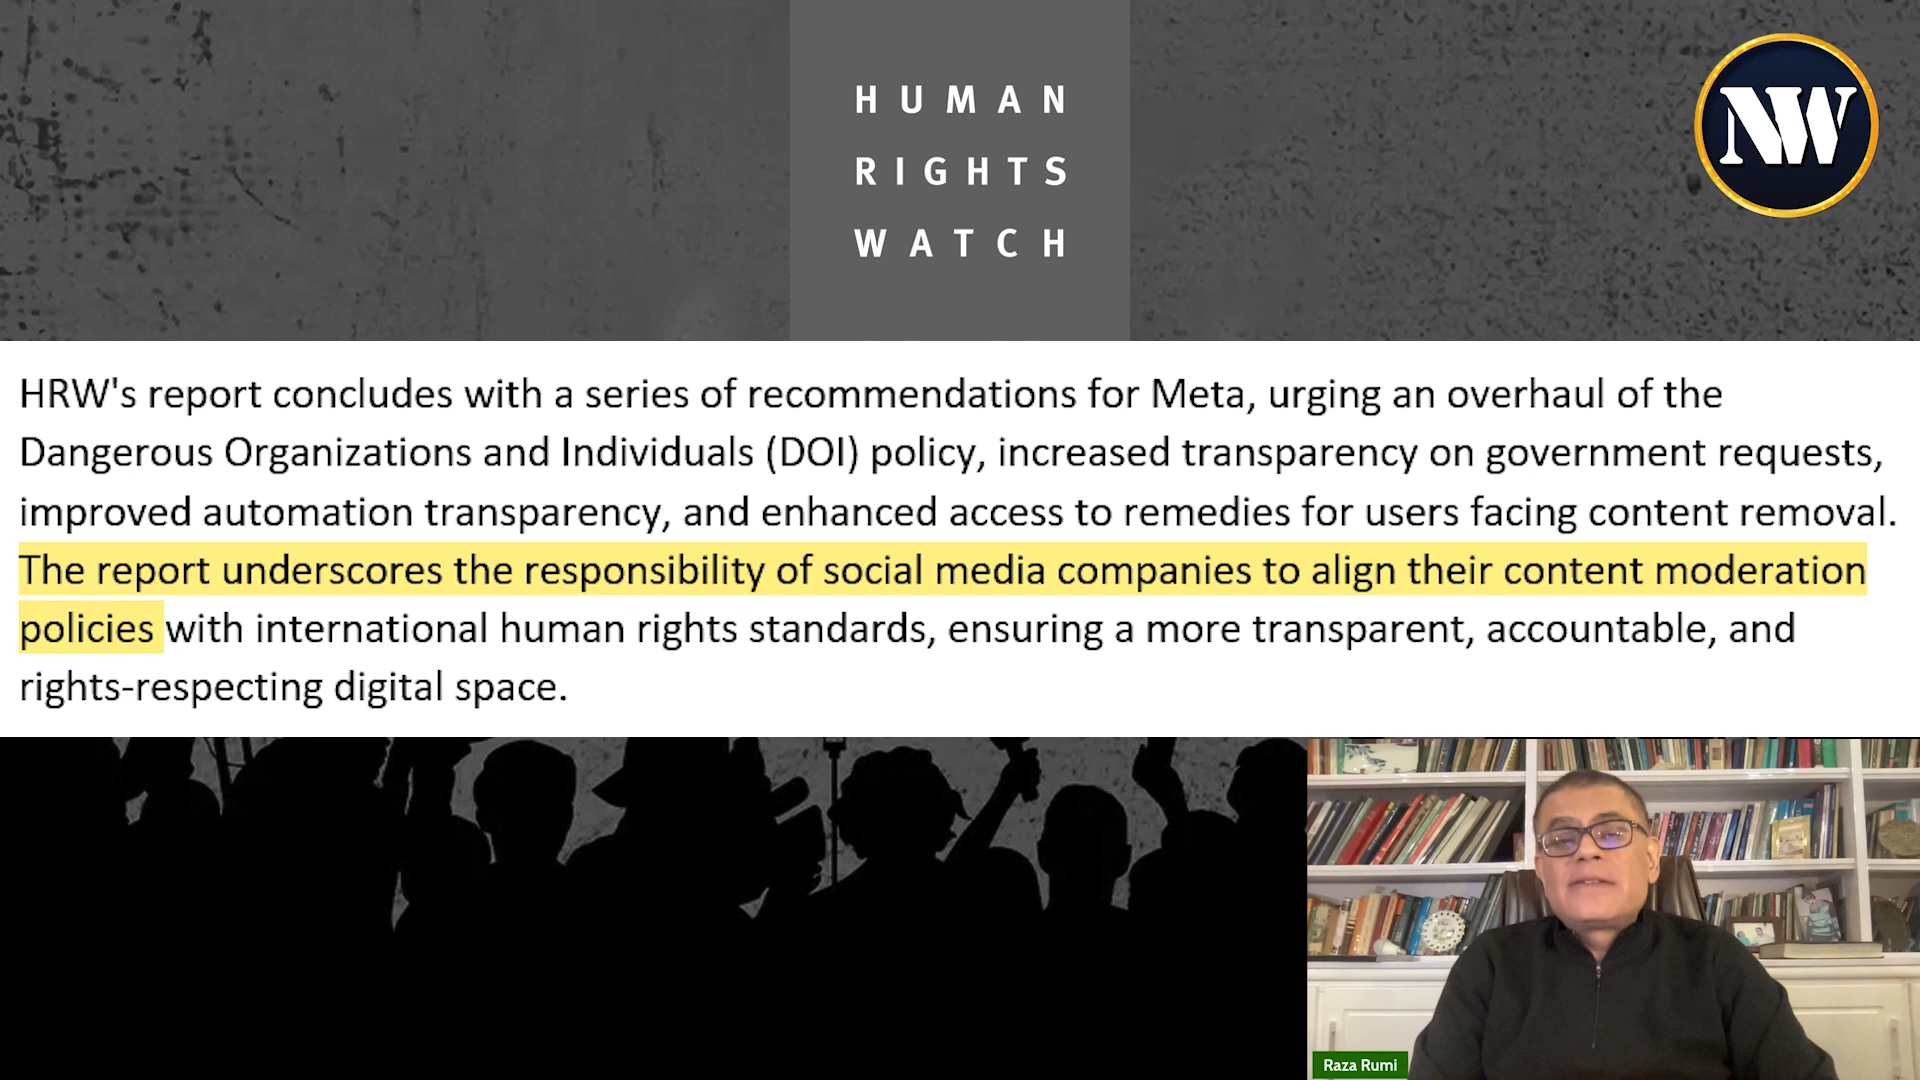 HUMAN
RIGHTS
WATCH
NW
HRW's report concludes with a series of recommendations for Meta, urging an overhaul of the
Dangerous Organizations and Individuals (DOI) policy, increased transparency on government requests,
improved automation transparency, and enhanced access to remedies for users facing content removal.
The report underscores the responsibility of social media companies to align their content moderation
policies with international human rights standards, ensuring a more transparent, accountable, and
rights-respecting digital space.
Raza Rumi